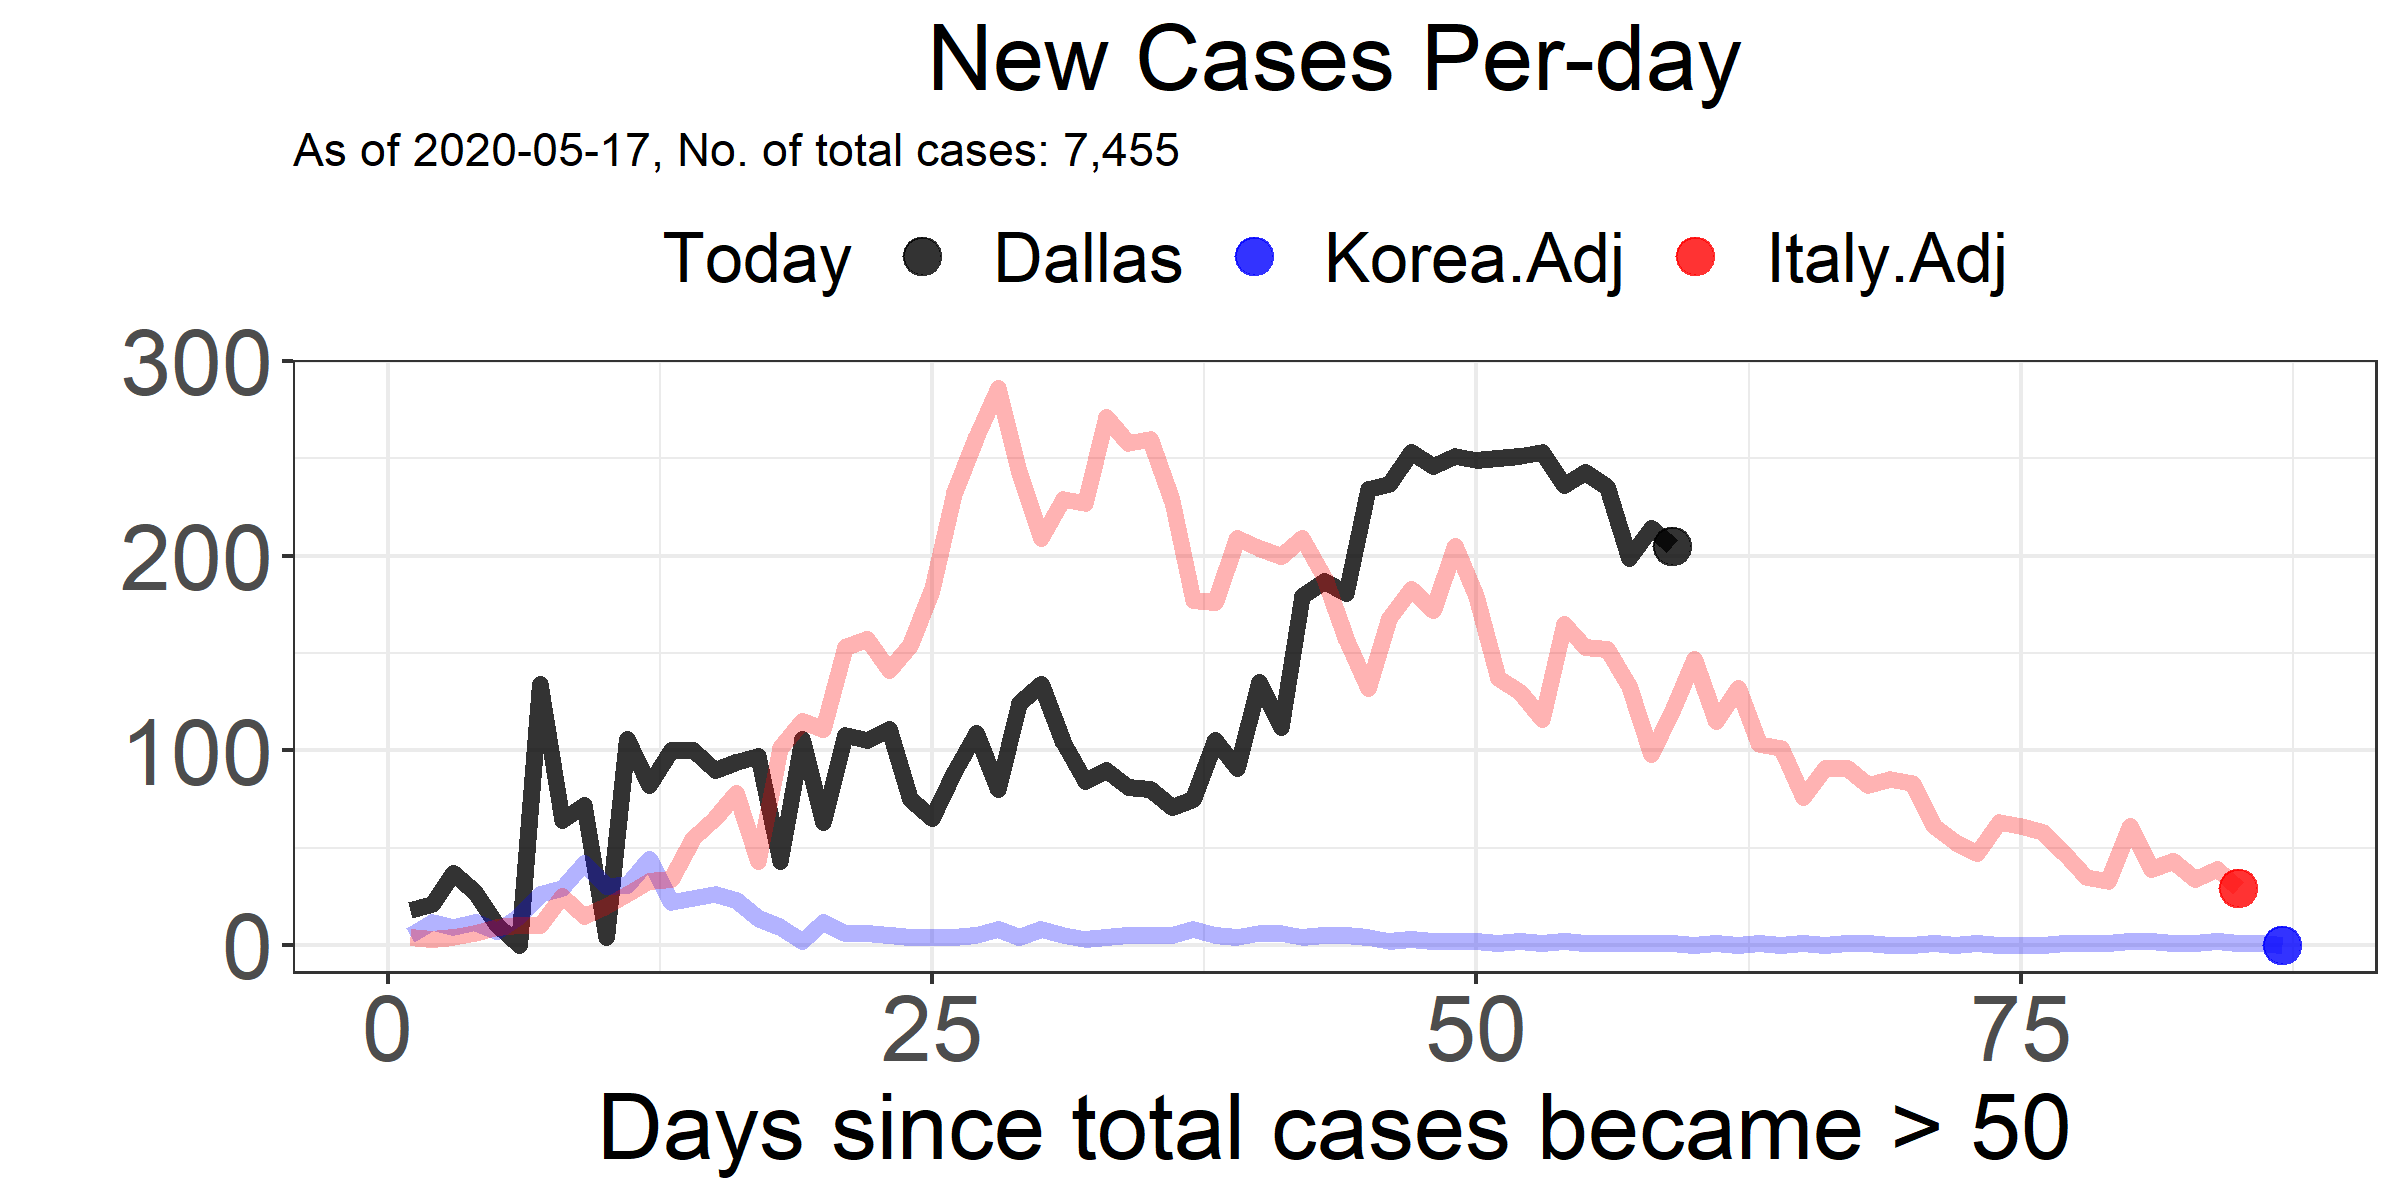 New Cases Per-day
As of 2020-05-17, No. of total cases: 7,455
Today Dallas Korea.Adj Italy.Adj
300
200
100
0
0 25 50 75
Days since total cases became > 50